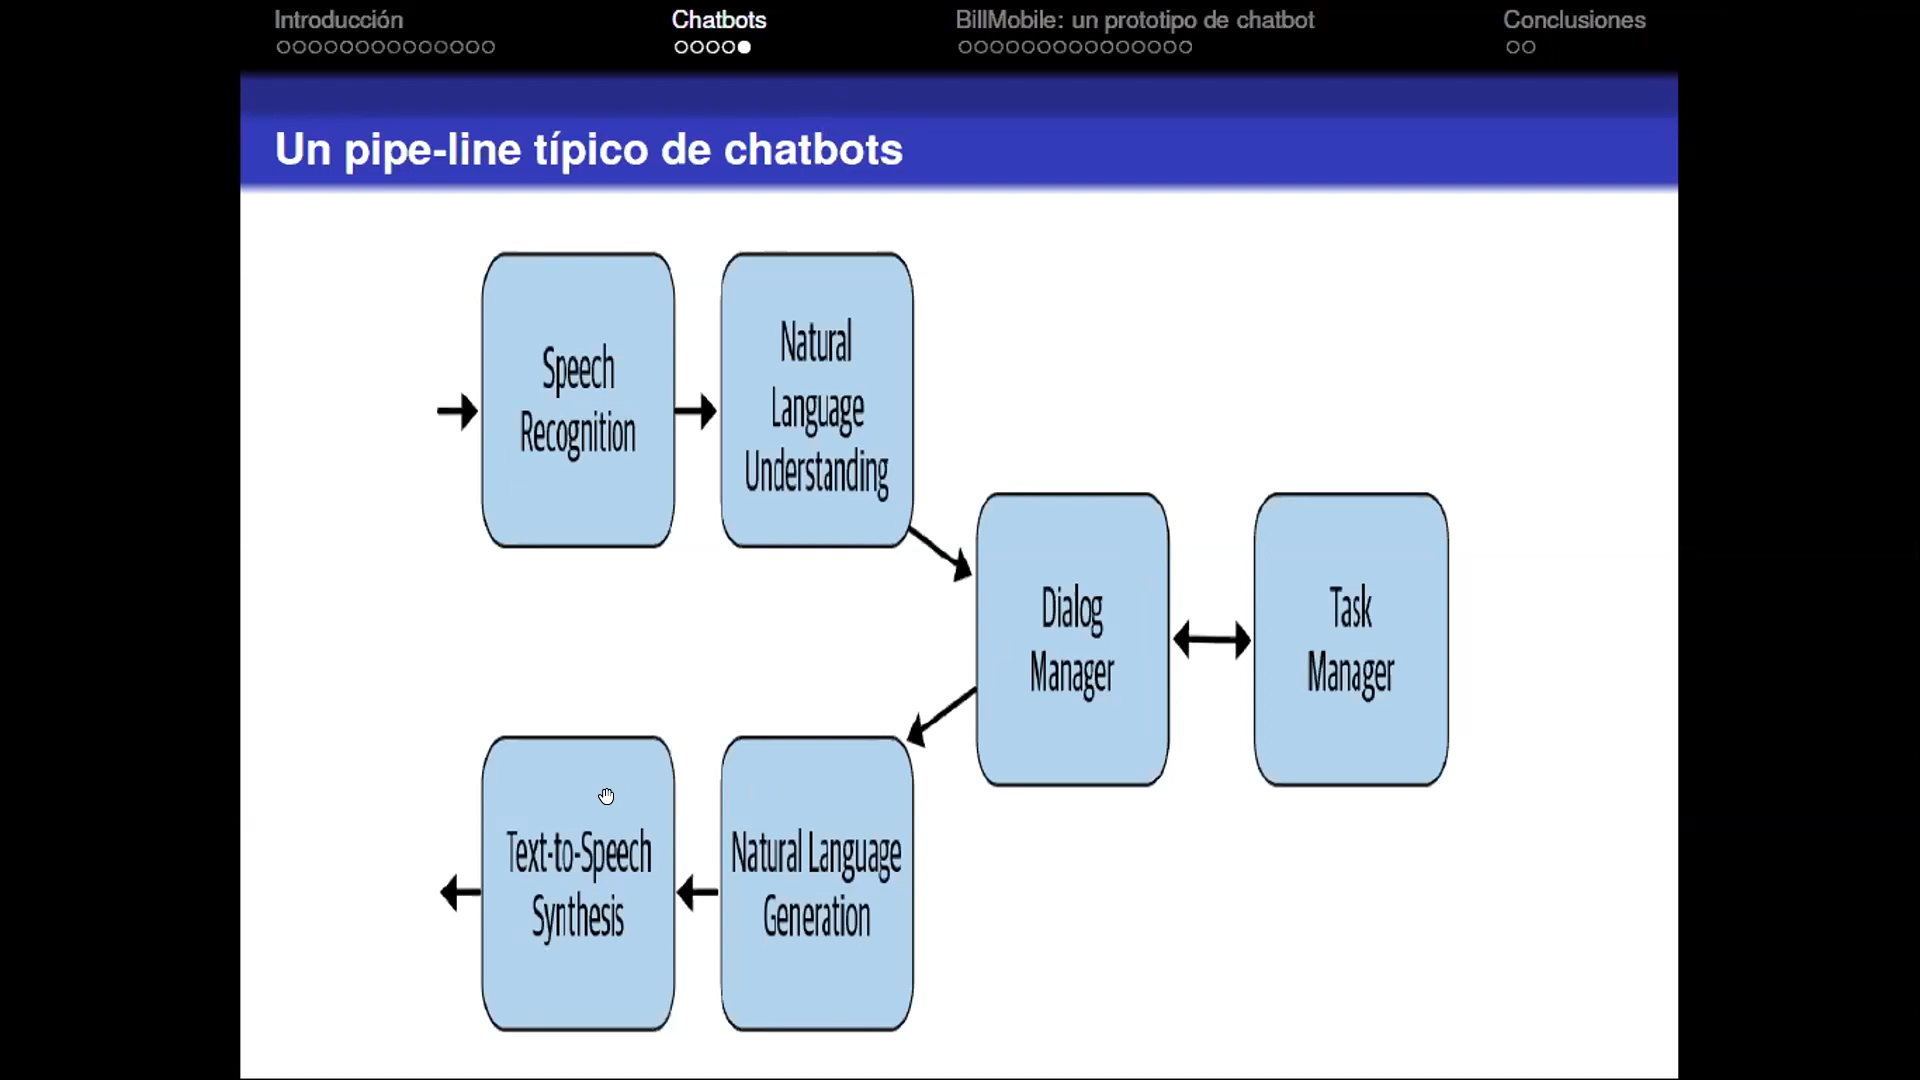 Introducción
Chatbots
BillMobile: un prototipo de chatbot
Conclusiones
Un pipe-line típico de chatbots
Speech
Recognition
Natural
Language
Understanding
Dialog
Manager
Task
Manager
Text-to-Speech
Synthesis
Natural Language
Generation